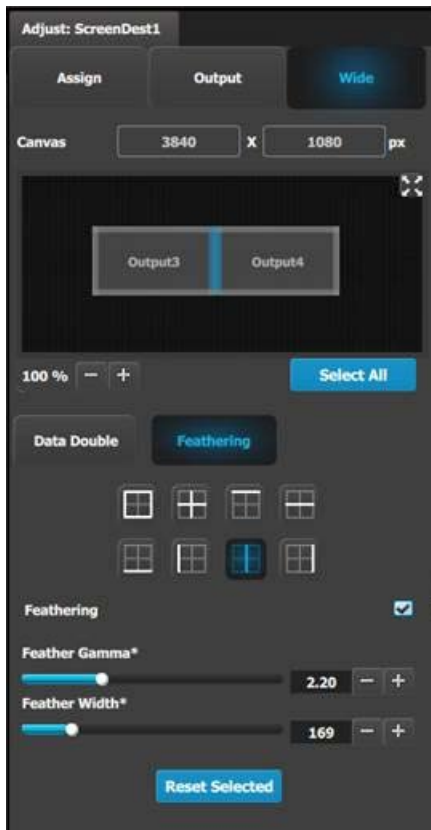 Adjust: ScreenDest1
Assign Output Wide
Canvas 3840 X 1080 px
Output3 Output4
100 % − + Select All
Data Double Feathering
Feathering
Feather Gamma*
2.20 − +
Feather Width*
169 − +
Reset Selected